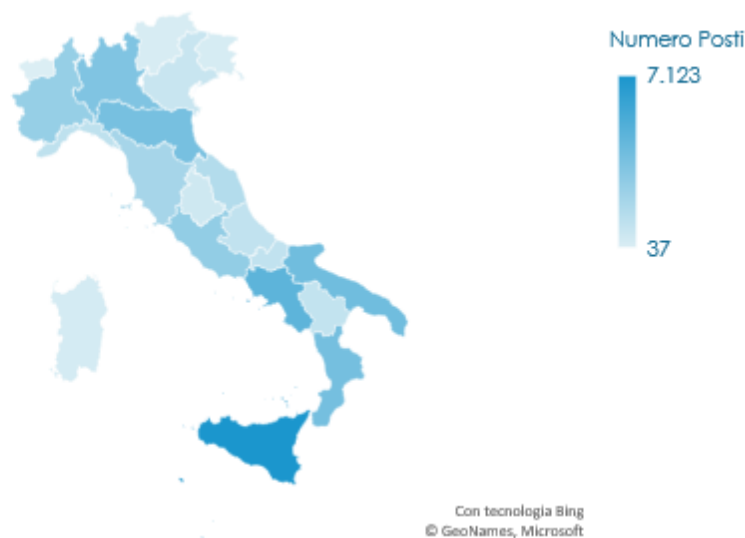 Numero Posti
7.123
37
Con tecnologia Bing
© GeoNames, Microsoft